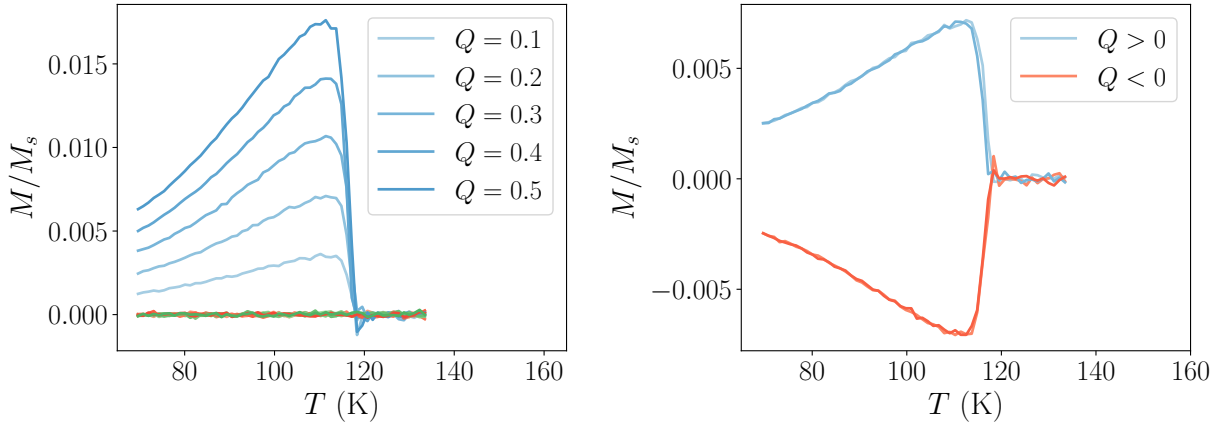 0.015
0.010
0.005
0.000
M/M_s
80
100
120
140
160
T (K)
Q = 0.1
Q = 0.2
Q = 0.3
Q = 0.4
Q = 0.5
0.005
0.000
−0.005
M/M_s
80
100
120
140
160
T (K)
Q > 0
Q < 0